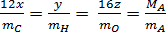 12x/m_C = y/m_H = 16z/m_O = M_A/m_A